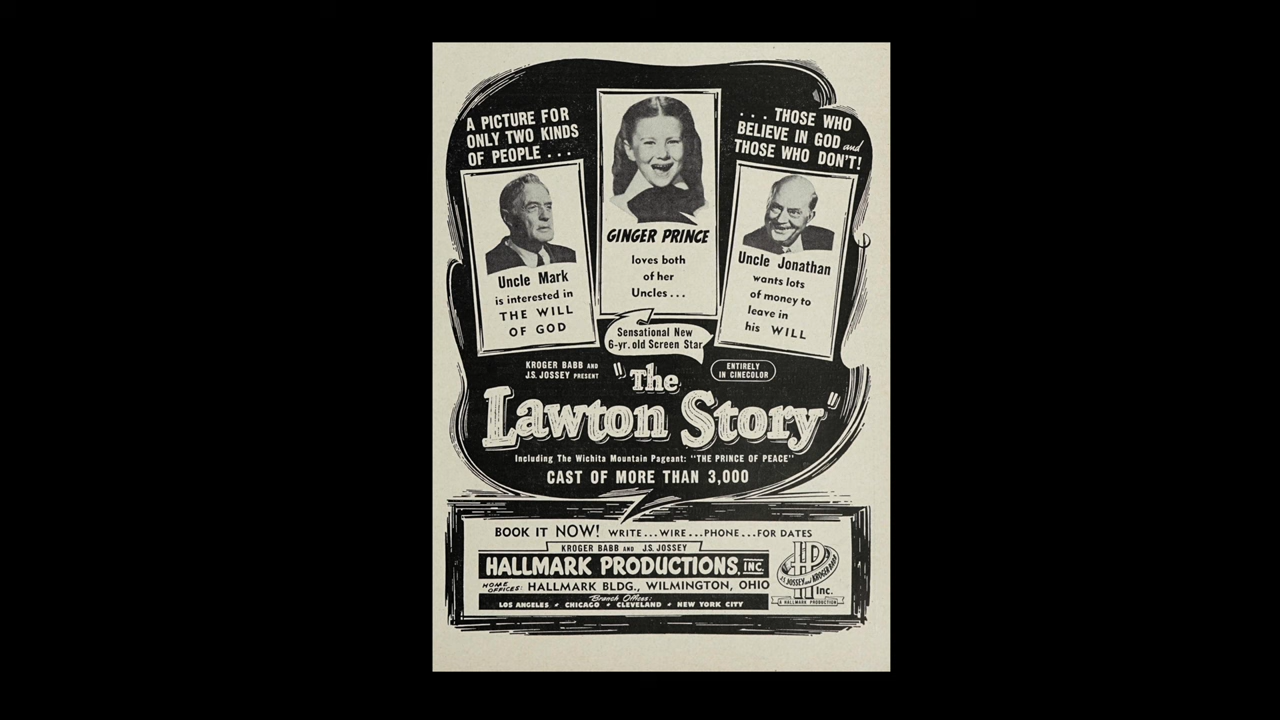 A PICTURE FOR
ONLY TWO KINDS
OF PEOPLE . . .
. . . THOSE WHO
BELIEVE IN GOD and
THOSE WHO DON'T!
Uncle Mark
is interested in
THE WILL
OF GOD
GINGER PRINCE
loves both
of her
Uncles . . .
Uncle Jonathan
wants lots
of money to
leave in
his WILL
Sensational New
6-yr. old Screen Star
KROGER BABB AND
J.S. JOSSEY PRESENT
ENTIRELY
IN CINECOLOR
"The
Lawton Story"
Including The Wichita Mountain Pageant: "THE PRINCE OF PEACE"
CAST OF MORE THAN 3,000
BOOK IT NOW! WRITE...WIRE...PHONE...FOR DATES
KROGER BABB AND J.S. JOSSEY
HALLMARK PRODUCTIONS, INC.
HOME OFFICES: HALLMARK BLDG., WILMINGTON, OHIO
Branch Offices:
LOS ANGELES * CHICAGO * CLEVELAND * NEW YORK CITY
HP
J.S. JOSSEY and KROGER BABB
Inc.
A HALLMARK PRODUCTION